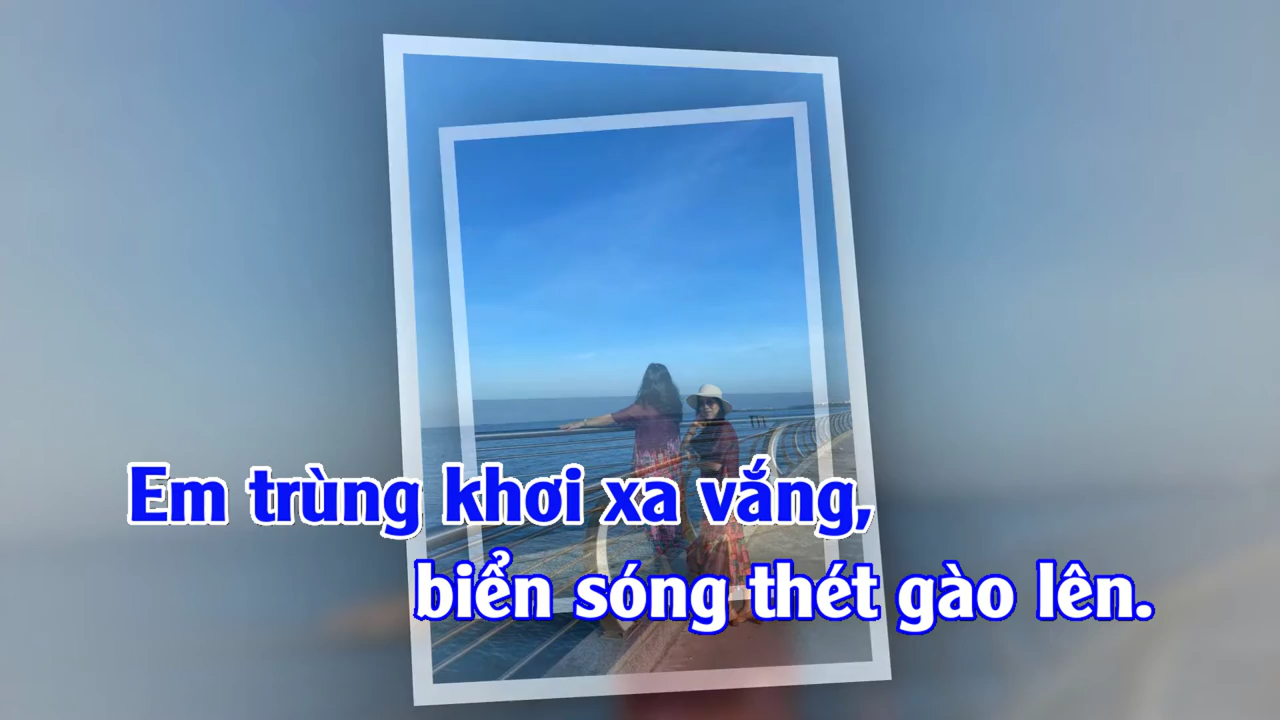 Em trùng khơi xa vắng,
biển sóng thét gào lên.